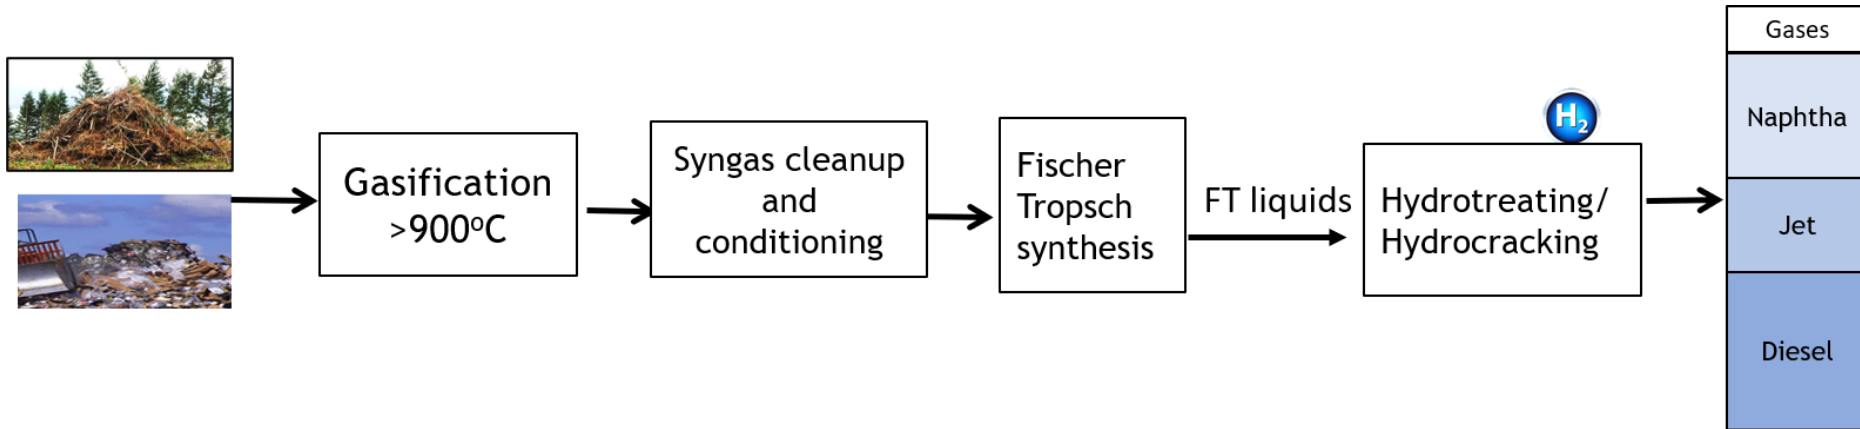 Gasification
>900ºC
Syngas cleanup
and
conditioning
Fischer
Tropsch
synthesis
FT liquids
H₂
Hydrotreating/
Hydrocracking
Gases
Naphtha
Jet
Diesel